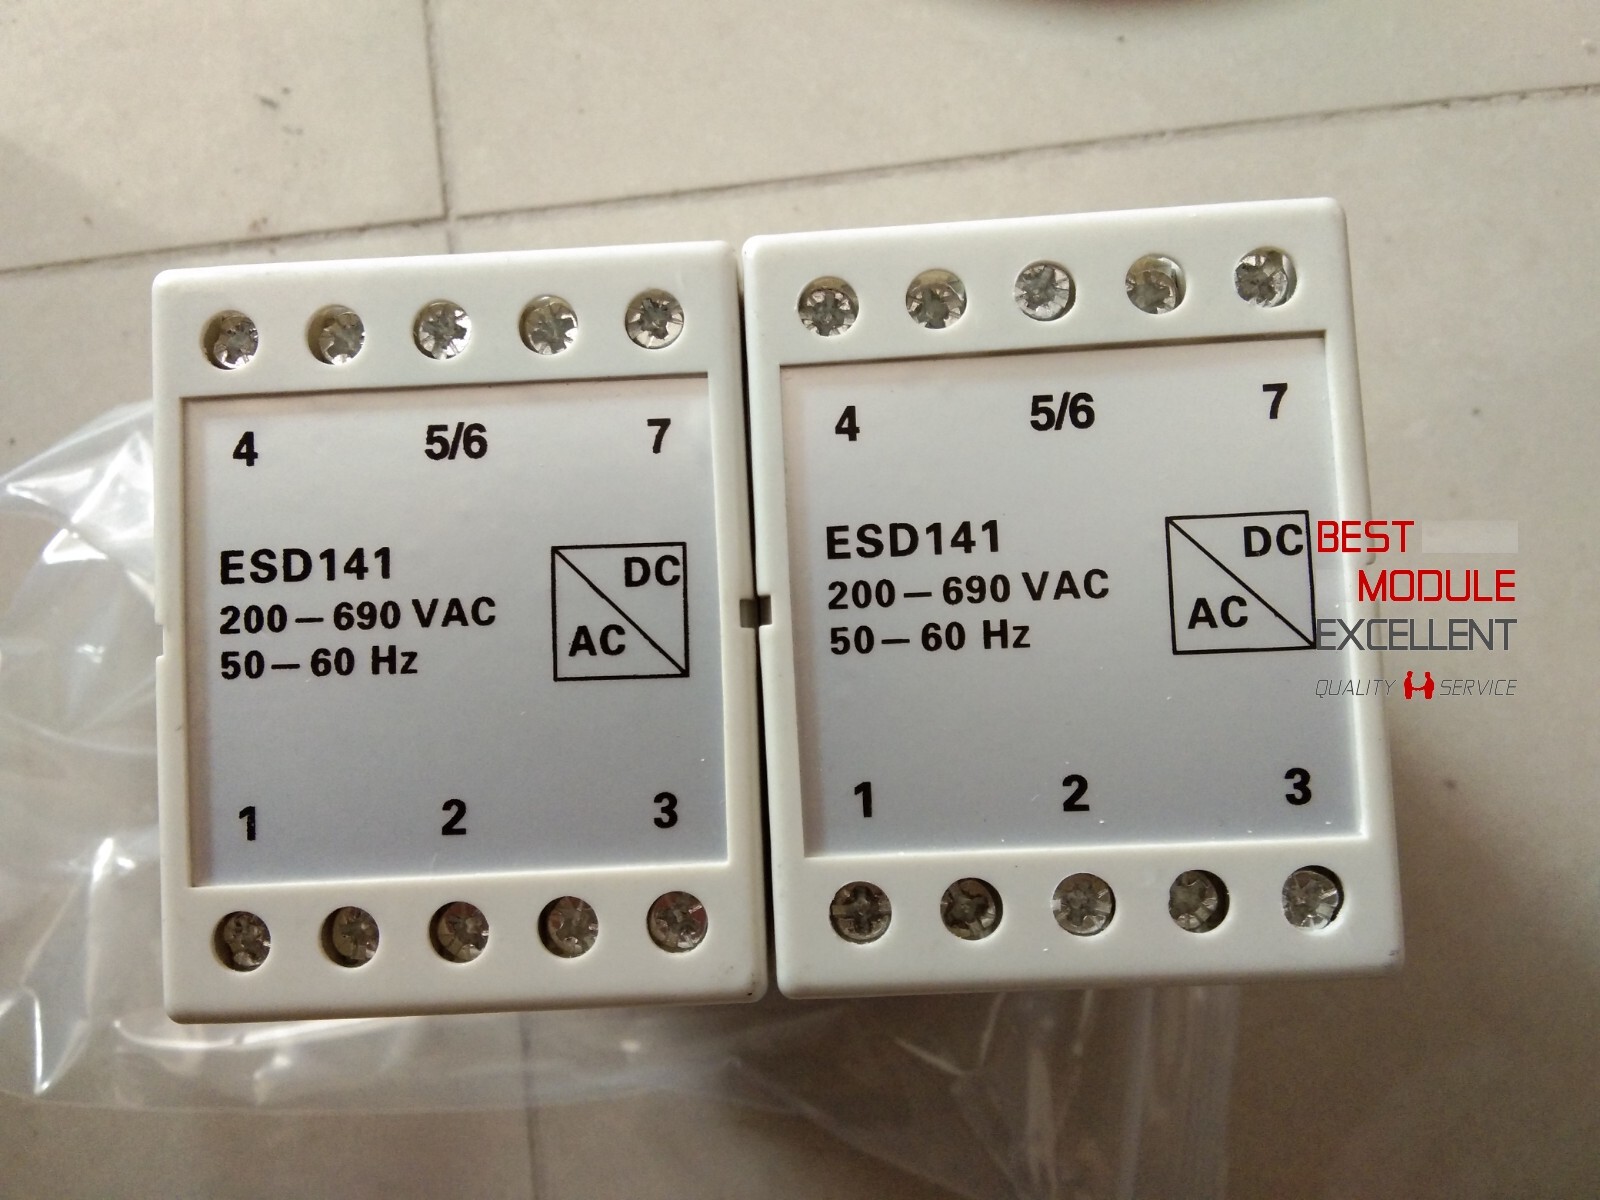 4 5/6 7
ESD141
200–690 VAC
50–60 Hz
DC
AC
1 2 3
4 5/6 7
ESD141
200–690 VAC
50–60 Hz
DC
AC
1 2 3
BEST
MODULE
EXCELLENT
QUALITY SERVICE